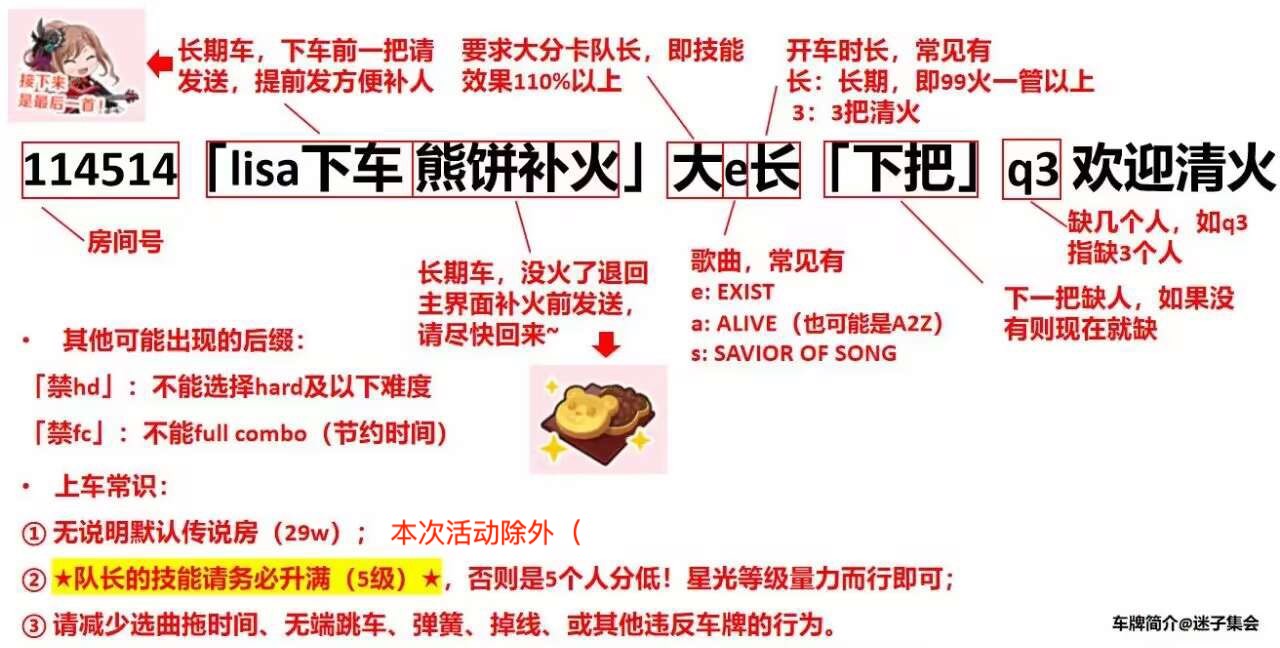 接下来
是最后一首！
长期车，下车前一把请
发送，提前发方便补人
要求大分卡队长，即技能
效果110%以上
开车时长，常见有
长：长期，即99火一管以上
3：3把清火
114514「lisa下车 熊饼补火」大e长「下把」q3 欢迎清火
房间号
长期车，没火了退回
主界面补火前发送，
请尽快回来~
歌曲，常见有
e: EXIST
a: ALIVE（也可能是A2Z）
s: SAVIOR OF SONG
缺几个人，如q3
指缺3个人
下一把缺人，如果没
有则现在就缺
• 其他可能出现的后缀：
「禁hd」：不能选择hard及以下难度
「禁fc」：不能full combo（节约时间）
• 上车常识：
① 无说明默认传说房（29w）； 本次活动除外（
② ★队长的技能请务必升满（5级）★，否则是5个人分低！星光等级量力而行即可；
③ 请减少选曲拖时间、无端跳车、弹簧、掉线、或其他违反车牌的行为。
车牌简介@迷子集会